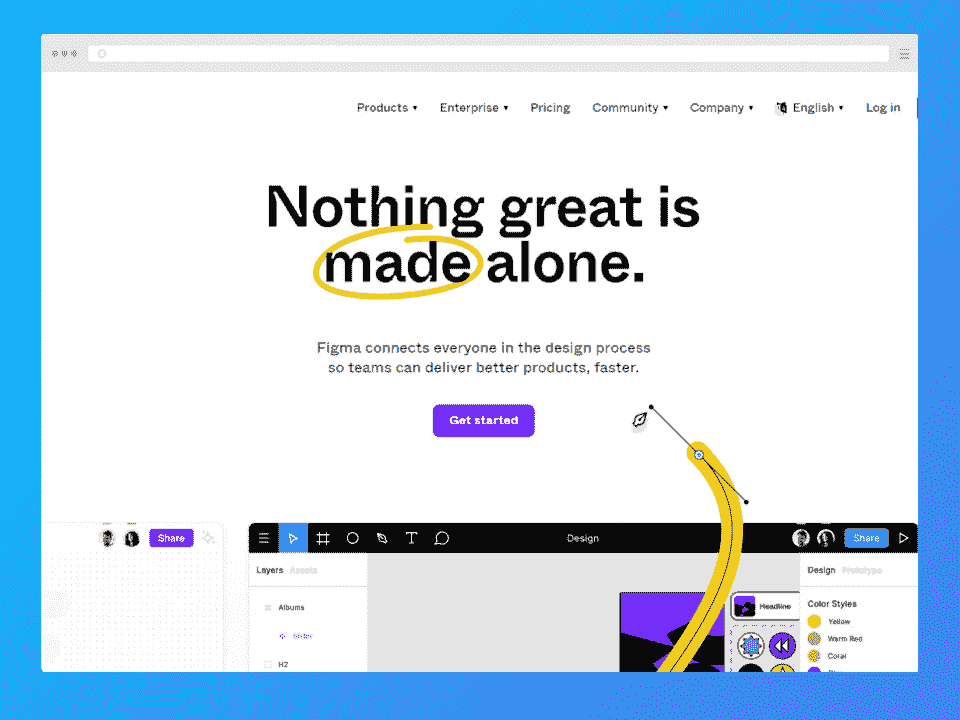 Products Enterprise Pricing Community Company English Log in
Nothing great is
made alone.
Figma connects everyone in the design process
so teams can deliver better products, faster.
Get started
Share
Design
Share
Layers Assets
Albums
H2
Design Prototype
Headline
Color Styles
Yellow
Warm Red
Coral